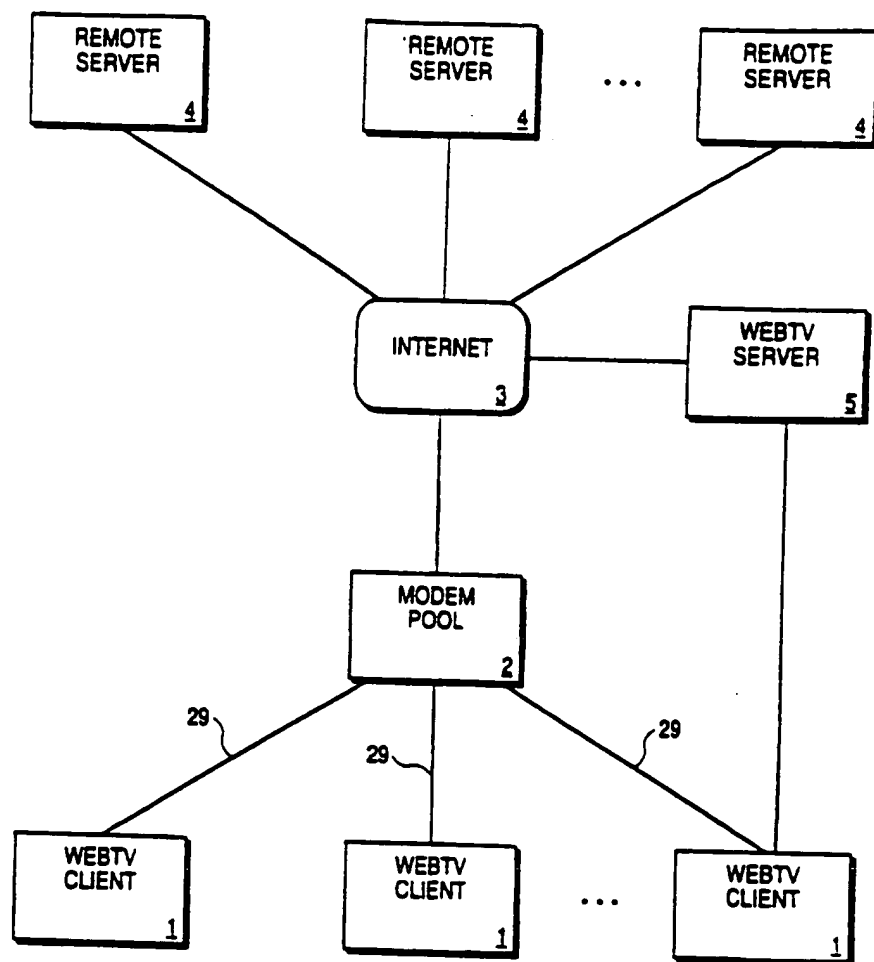 REMOTE
SERVER
4
REMOTE
SERVER
4
...
REMOTE
SERVER
4
INTERNET
3
WEBTV
SERVER
5
MODEM
POOL
2
29
29
29
WEBTV
CLIENT
1
WEBTV
CLIENT
1
...
WEBTV
CLIENT
1